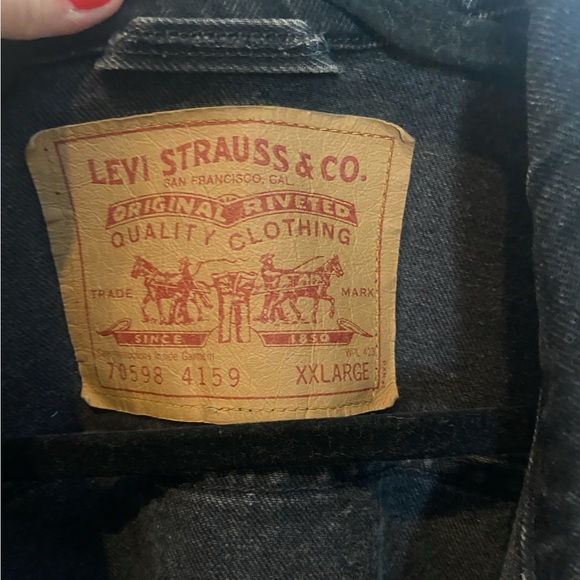 LEVI STRAUSS & CO.
SAN FRANCISCO, CAL.
ORIGINAL RIVETED
QUALITY CLOTHING
TRADE MARK
SINCE 1850
70598 4159 XXLARGE